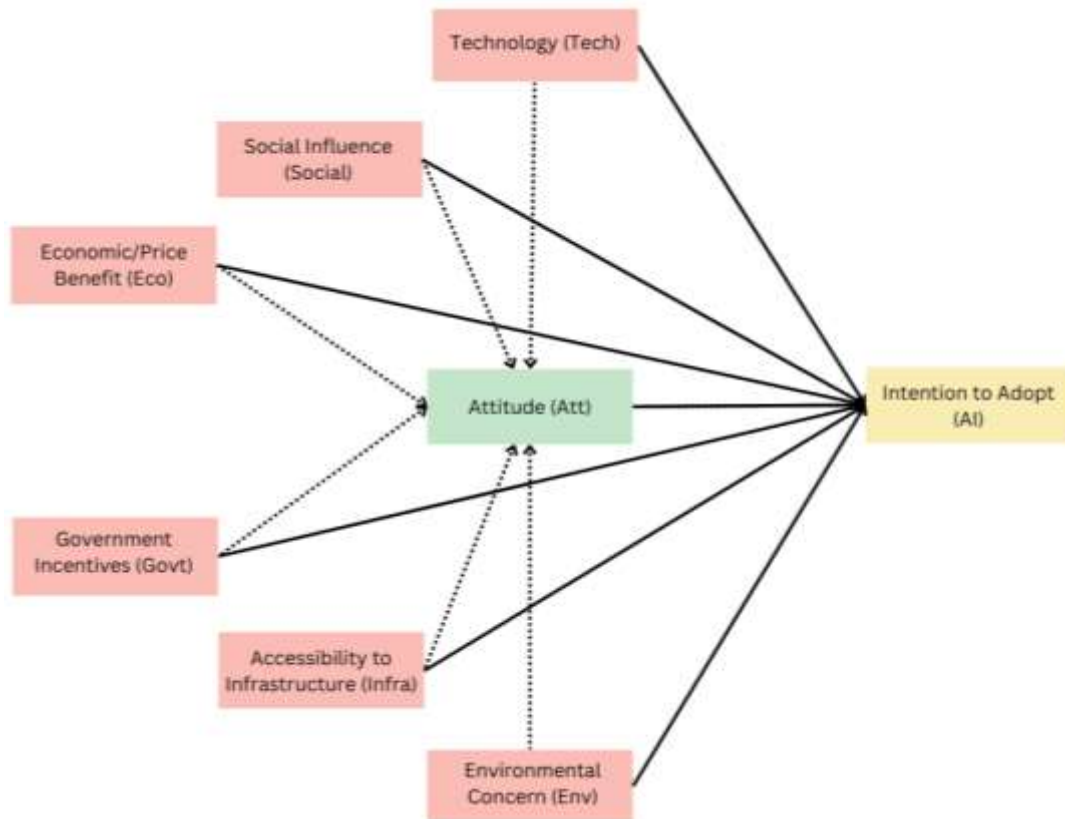 Technology (Tech)
Social Influence
(Social)
Economic/Price
Benefit (Eco)
Attitude (Att)
Intention to Adopt
(AI)
Government
Incentives (Govt)
Accessibility to
Infrastructure (Infra)
Environmental
Concern (Env)